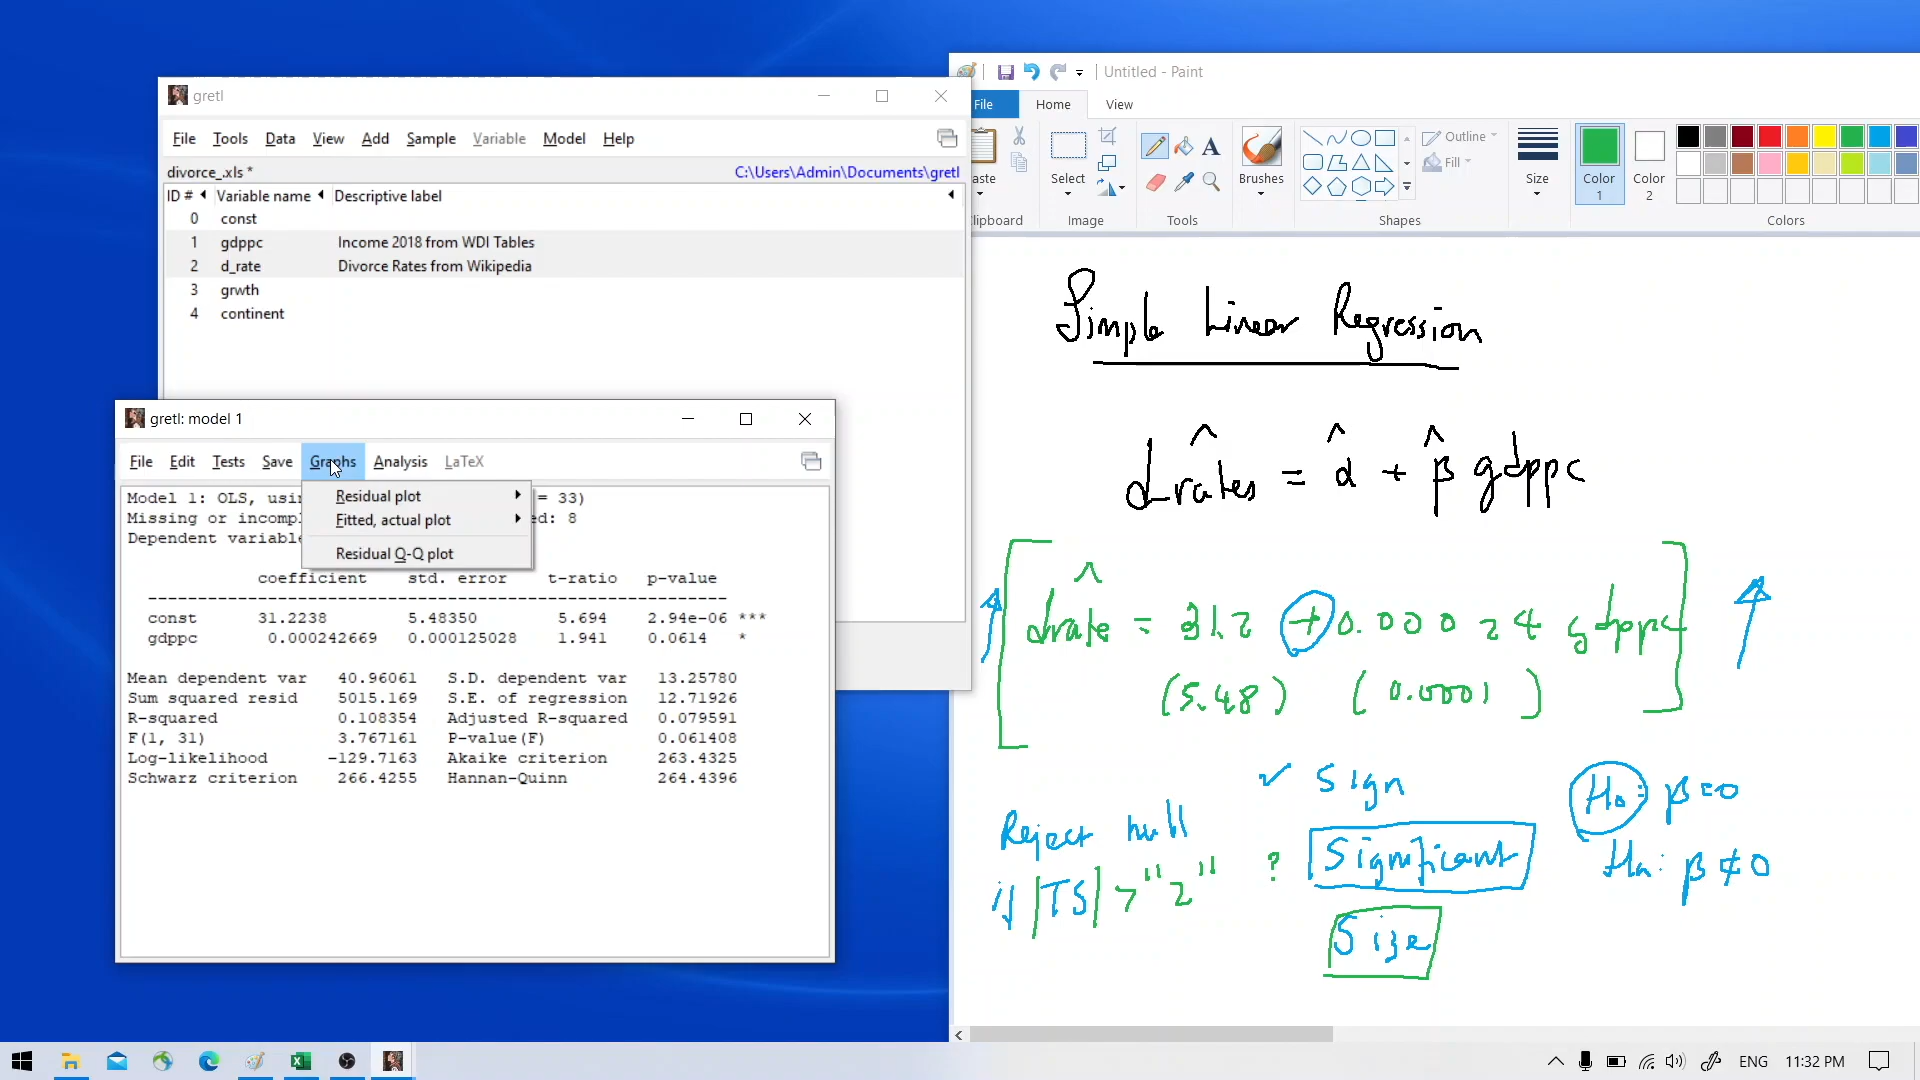 gretl
File Tools Data View Add Sample Variable Model Help
divorce_.xls * C:\Users\Admin\Documents\gretl
ID # Variable name Descriptive label
0 const
1 gdppc Income 2018 from WDI Tables
2 d_rate Divorce Rates from Wikipedia
3 grwth
4 continent
gretl: model 1
File Edit Tests Save Graphs Analysis LaTeX
Residual plot
Fitted, actual plot
Residual Q-Q plot
Model 1: OLS, usin = 33)
Missing or incompl ed: 8
Dependent variable
coefficient std. error t-ratio p-value
const 31.2238 5.48350 5.694 2.94e-06 ***
gdppc 0.000242669 0.000125028 1.941 0.0614 *
Mean dependent var 40.96061 S.D. dependent var 13.25780
Sum squared resid 5015.169 S.E. of regression 12.71926
R-squared 0.108354 Adjusted R-squared 0.079591
F(1, 31) 3.767161 P-value(F) 0.061408
Log-likelihood -129.7163 Akaike criterion 263.4325
Schwarz criterion 266.4255 Hannan-Quinn 264.4396
Untitled - Paint
File Home View
aste Select Brushes Outline Fill Size Color 1 Color 2
lipboard Image Tools Shapes Colors
Simple Linear Regression
d_rates^ = α^ + β^ gdppc
d_rate^ = 31.2 + 0.00024 gdppc
(5.48) (0.0001)
✓ Sign
Reject null
if |TS| > "2"
? Significant
Size
Ho: β=0
Ha: β≠0
ENG 11:32 PM